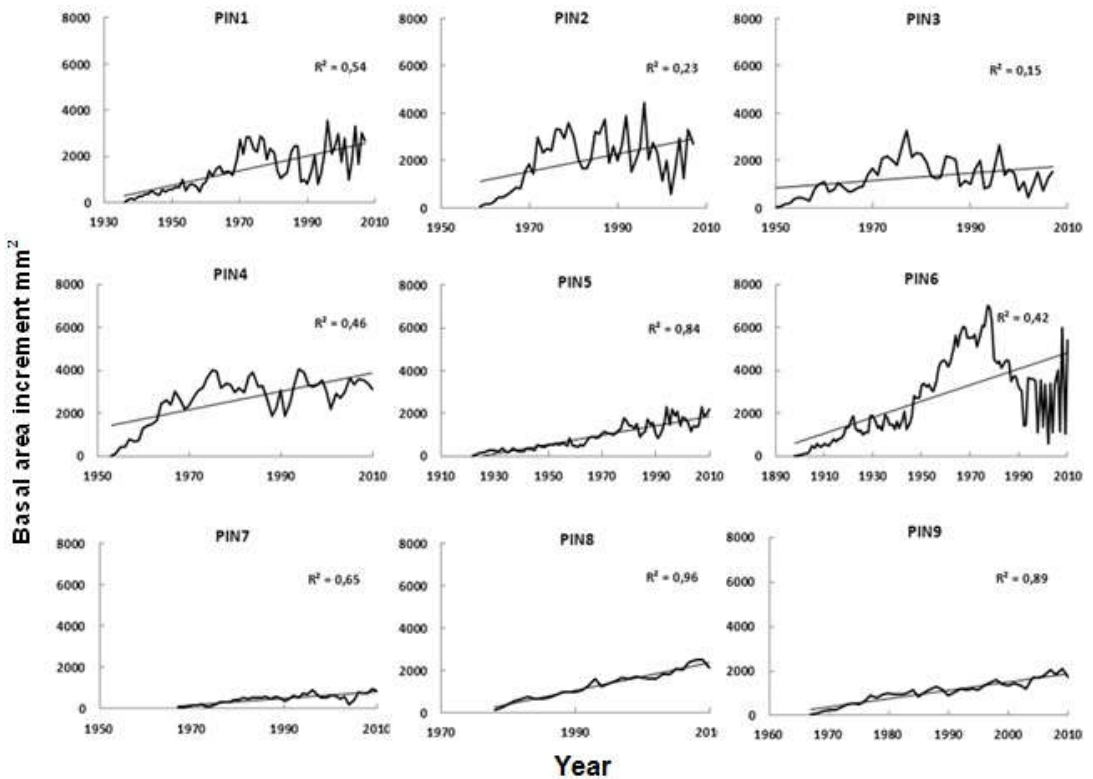 Basal area increment mm²
PIN1
R² = 0,54
8000
6000
4000
2000
0
1930 1950 1970 1990 2010
PIN2
R² = 0,23
8000
6000
4000
2000
0
1950 1970 1990 2010
PIN3
R² = 0,15
8000
6000
4000
2000
0
1950 1970 1990 2010
PIN4
R² = 0,46
8000
6000
4000
2000
0
1950 1970 1990 2010
PIN5
R² = 0,84
8000
6000
4000
2000
0
1910 1930 1950 1970 1990 2010
PIN6
R² = 0,42
8000
6000
4000
2000
0
1890 1910 1930 1950 1970 1990 2010
PIN7
R² = 0,65
8000
6000
4000
2000
0
1950 1970 1990 2010
PIN8
R² = 0,96
8000
6000
4000
2000
0
1970 1990 201
PIN9
R² = 0,89
8000
6000
4000
2000
0
1960 1970 1980 1990 2000 2010
Year